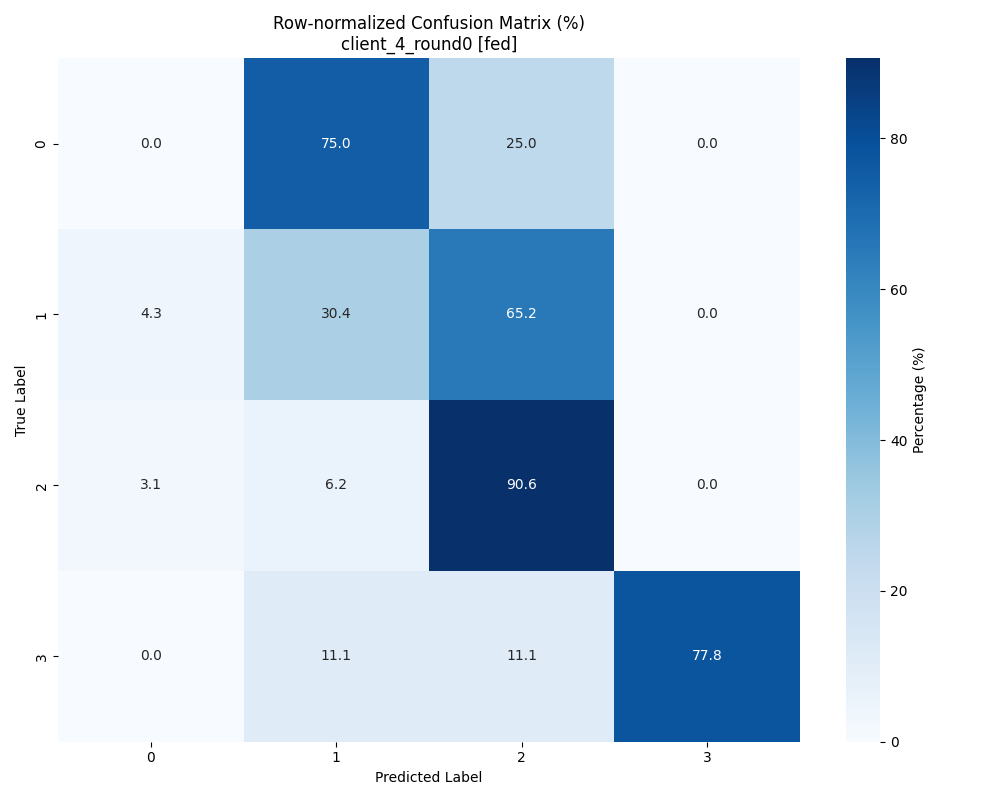 Row-normalized Confusion Matrix (%)
client_4_round0 [fed]
0 0.0 75.0 25.0 0.0
1 4.3 30.4 65.2 0.0
2 3.1 6.2 90.6 0.0
3 0.0 11.1 11.1 77.8
0 1 2 3
Predicted Label
True Label
80
60
40
20
0
Percentage (%)